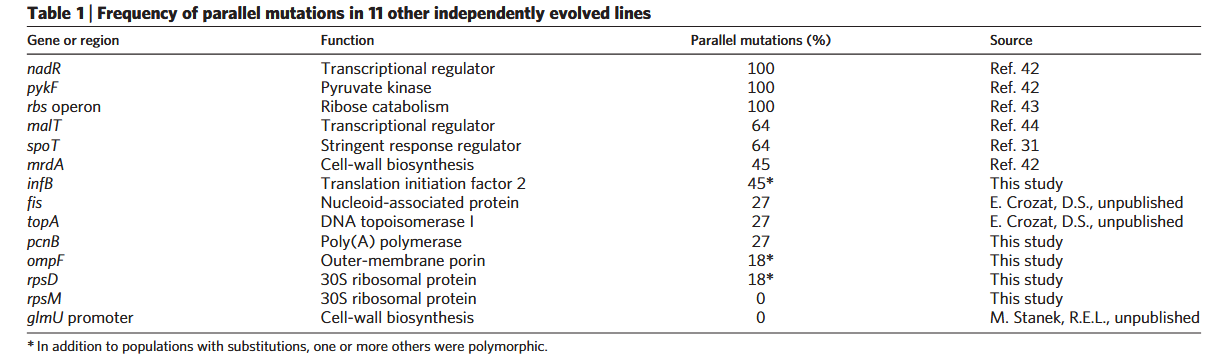 Table 1 | Frequency of parallel mutations in 11 other independently evolved lines
Gene or region Function Parallel mutations (%) Source
nadR Transcriptional regulator 100 Ref. 42
pykF Pyruvate kinase 100 Ref. 42
rbs operon Ribose catabolism 100 Ref. 43
malT Transcriptional regulator 64 Ref. 44
spoT Stringent response regulator 64 Ref. 31
mrdA Cell-wall biosynthesis 45 Ref. 42
infB Translation initiation factor 2 45* This study
fis Nucleoid-associated protein 27 E. Crozat, D.S., unpublished
topA DNA topoisomerase I 27 E. Crozat, D.S., unpublished
pcnB Poly(A) polymerase 27 This study
ompF Outer-membrane porin 18* This study
rpsD 30S ribosomal protein 18* This study
rpsM 30S ribosomal protein 0 This study
glmU promoter Cell-wall biosynthesis 0 M. Stanek, R.E.L., unpublished
* In addition to populations with substitutions, one or more others were polymorphic.